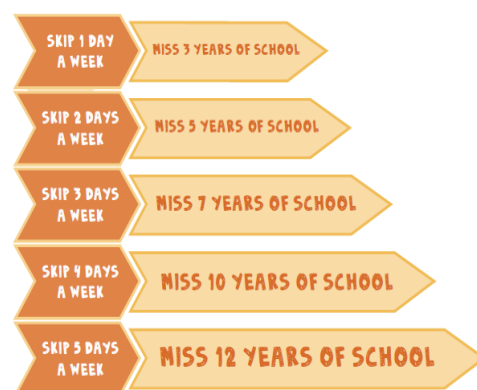 SKIP 1 DAY
A WEEK
MISS 3 YEARS OF SCHOOL
SKIP 2 DAYS
A WEEK
MISS 5 YEARS OF SCHOOL
SKIP 3 DAYS
A WEEK
MISS 7 YEARS OF SCHOOL
SKIP 4 DAYS
A WEEK
MISS 10 YEARS OF SCHOOL
SKIP 5 DAYS
A WEEK
MISS 12 YEARS OF SCHOOL